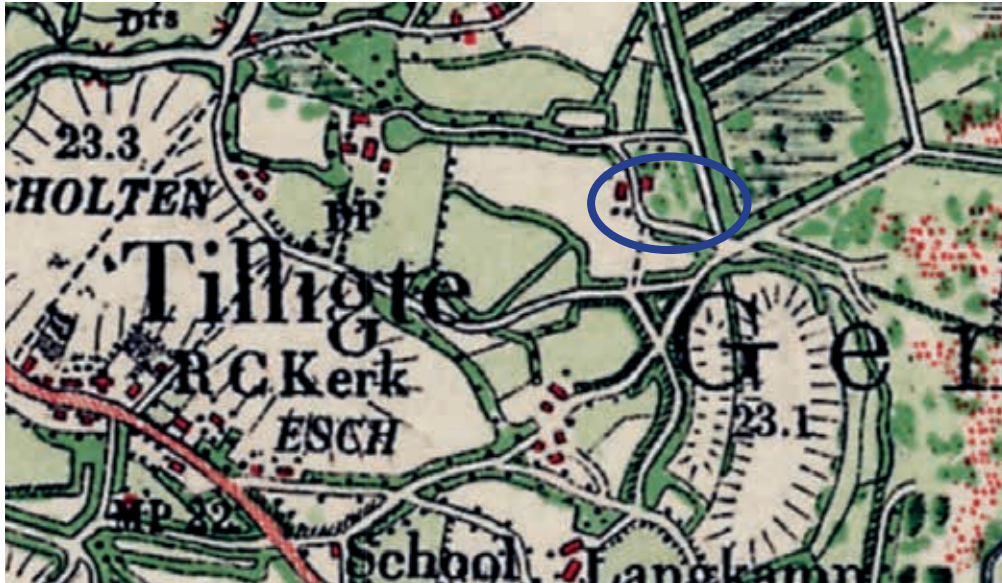 Drs
23.3
HOLTEN
DP
Tilligte
G
R C Kerk
ESCH
Ger
23.1
MP 22
School
Langkamp